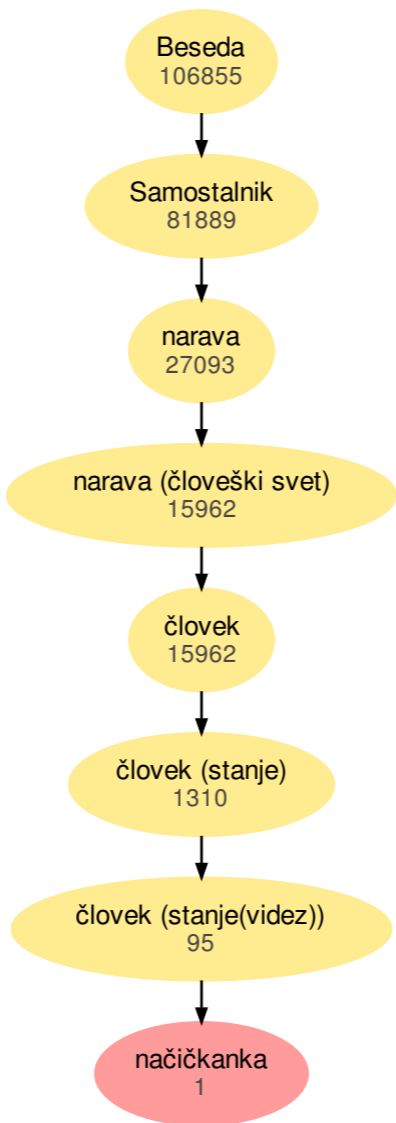 Beseda
106855
Samostalnik
81889
narava
27093
narava (človeški svet)
15962
človek
15962
človek (stanje)
1310
človek (stanje(videz))
95
načičkanka
1